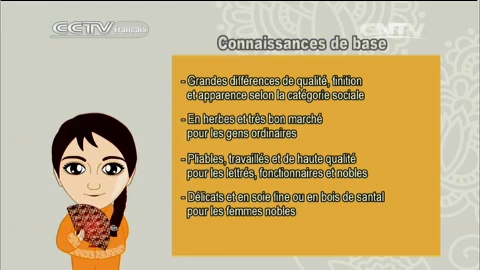 CCTV français
CNTV
Connaissances de base
- Grandes différences de qualité, finition
et apparence selon la catégorie sociale
- En herbes et très bon marché
pour les gens ordinaires
- Pliables, travaillés et de haute qualité
pour les lettrés, fonctionnaires et nobles
- Délicats et en soie fine ou en bois de santal
pour les femmes nobles